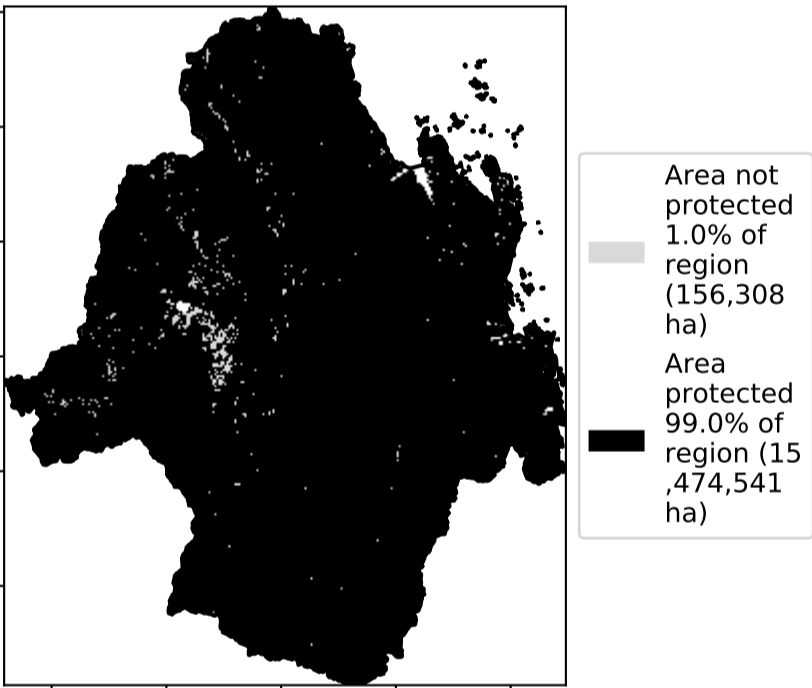 Area not
protected
1.0% of
region
(156,308
ha)
Area
protected
99.0% of
region (15
,474,541
ha)